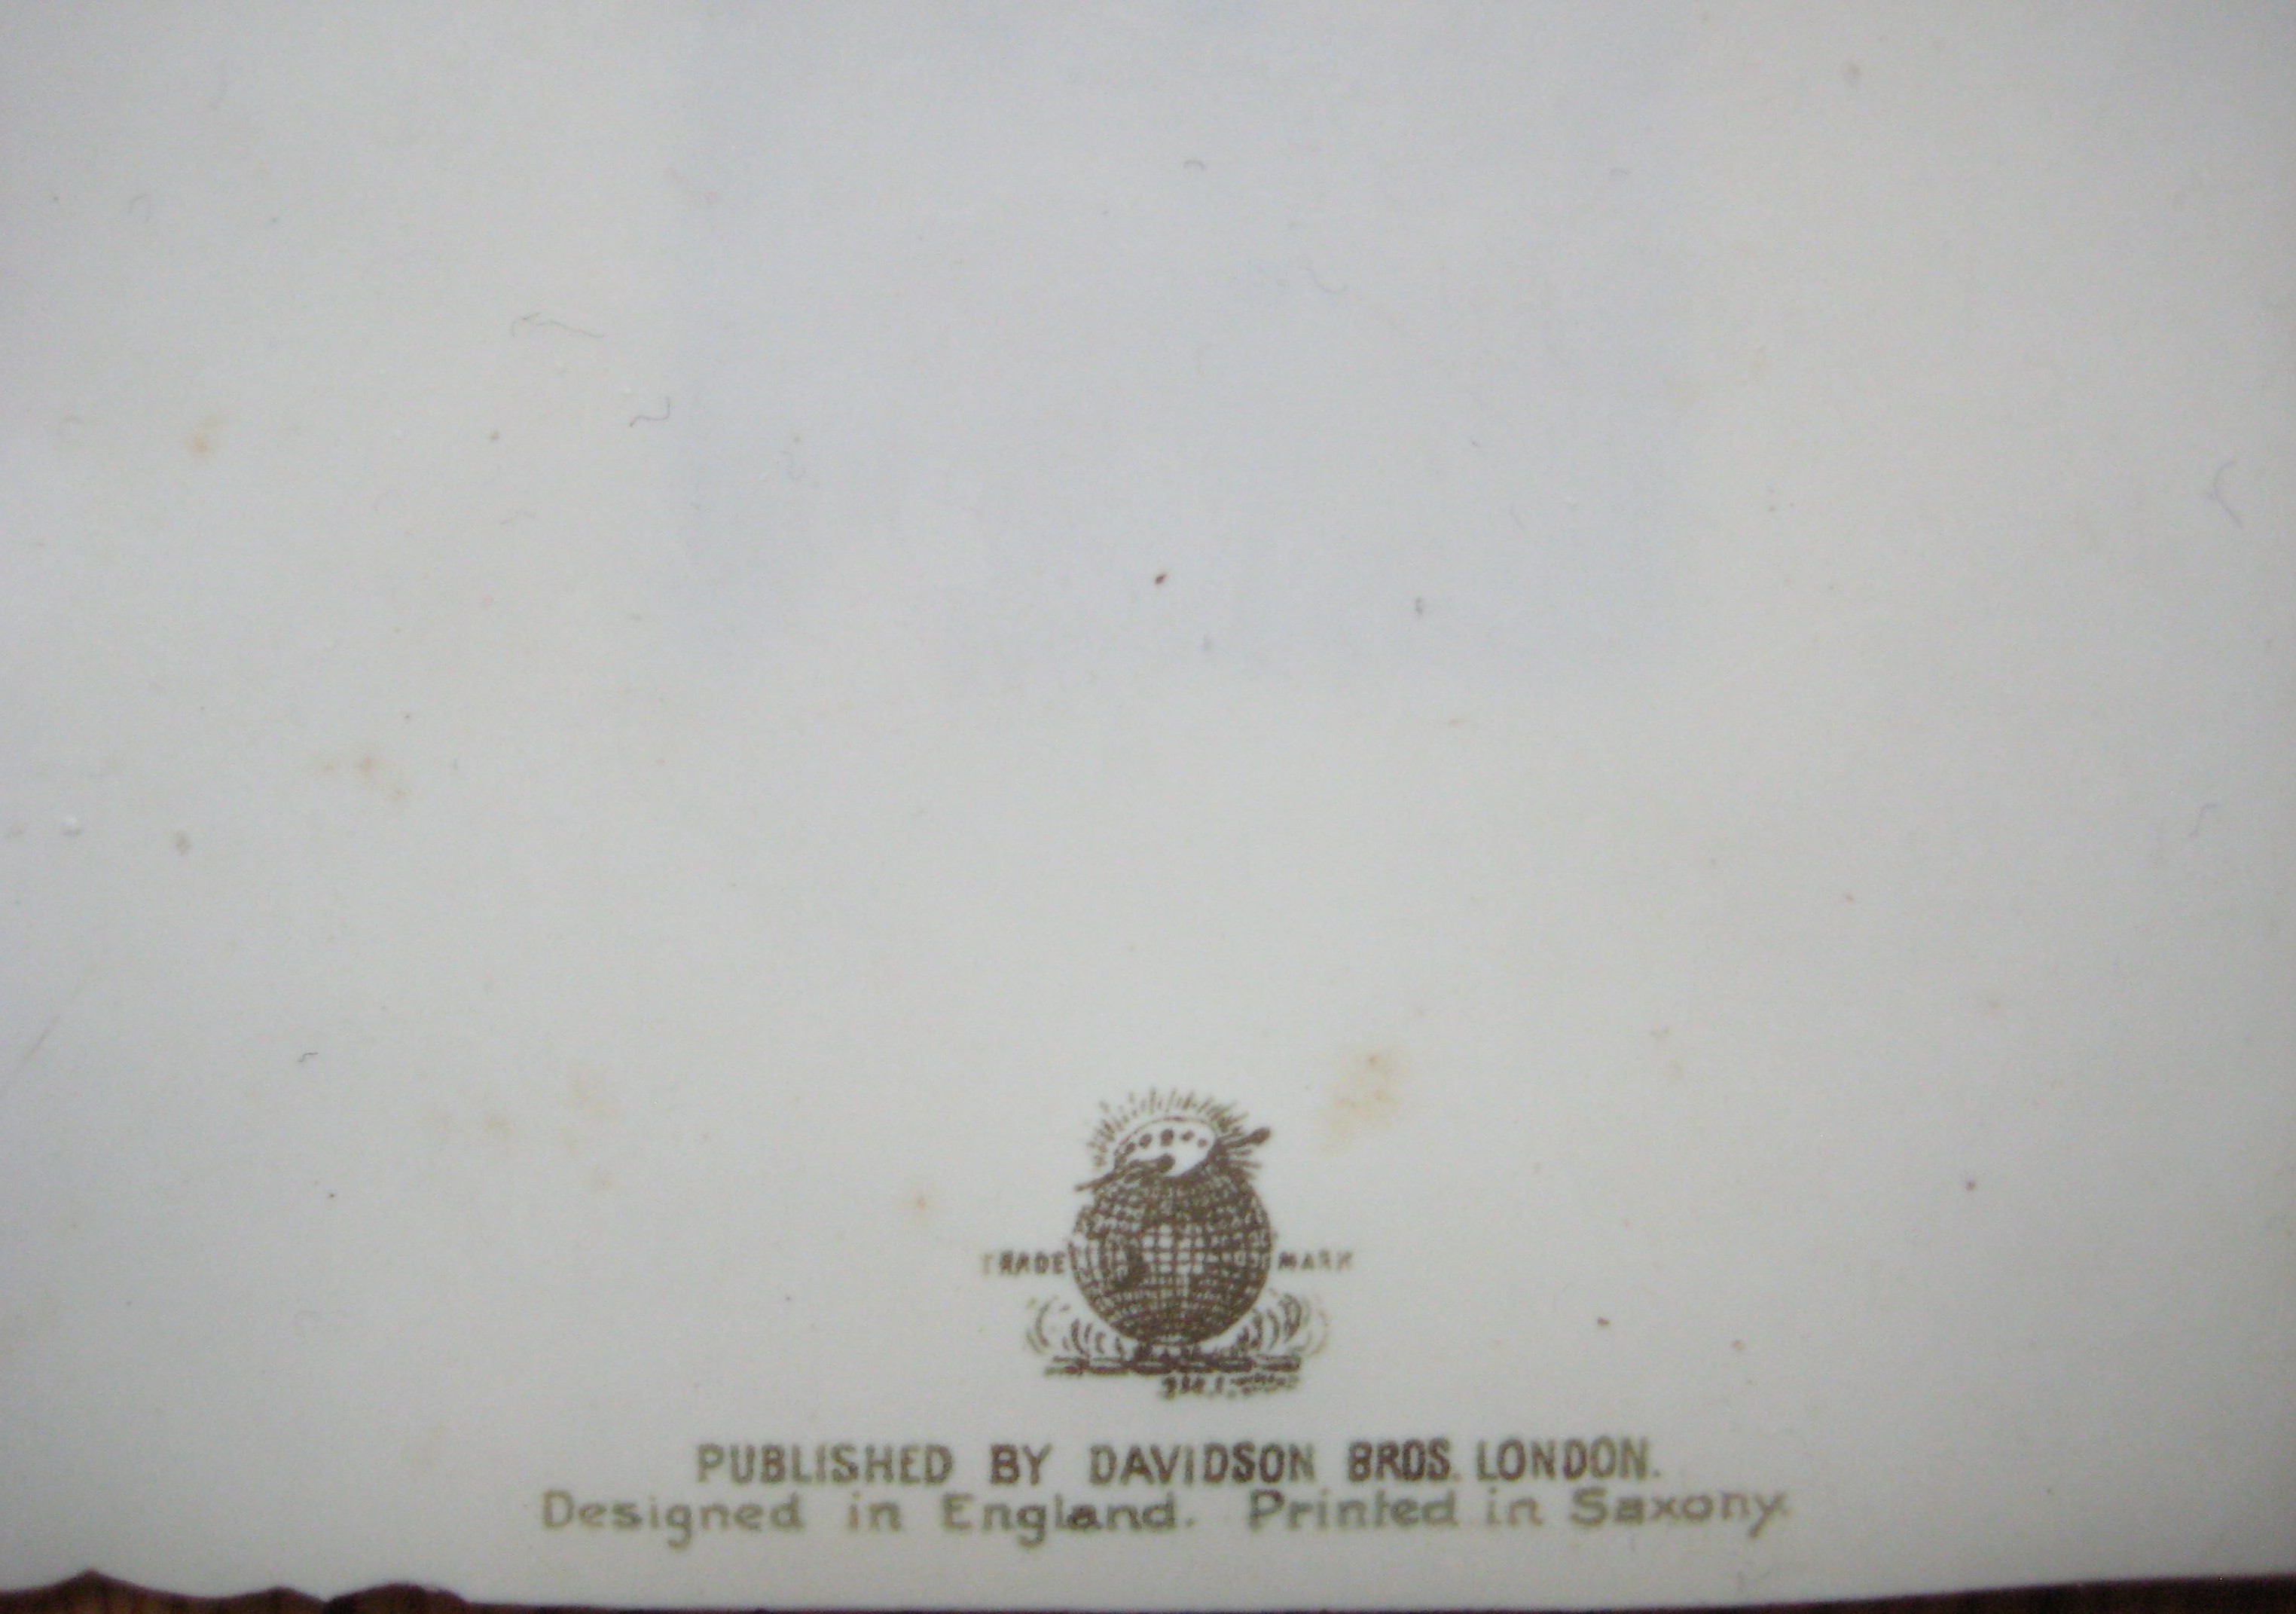 TRADE MARK
PUBLISHED BY DAVIDSON BROS. LONDON.
Designed in England. Printed in Saxony.